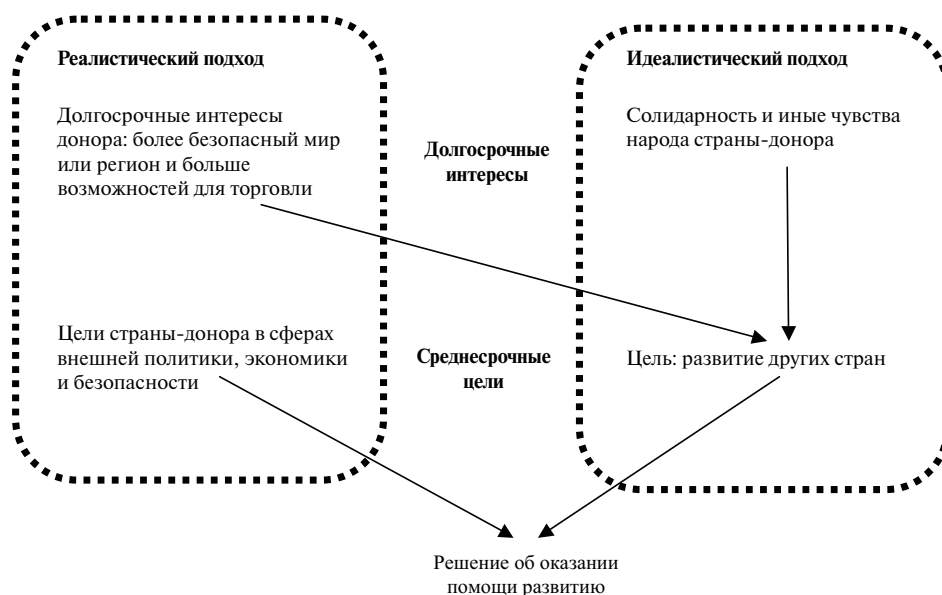 Реалистический подход
Долгосрочные интересы
донора: более безопасный мир
или регион и больше
возможностей для торговли
Долгосрочные
интересы
Идеалистический подход
Солидарность и иные чувства
народа страны-донора
Цели страны-донора в сферах
внешней политики, экономики
и безопасности
Среднесрочные
цели
Цель: развитие других стран
Решение об оказании
помощи развитию